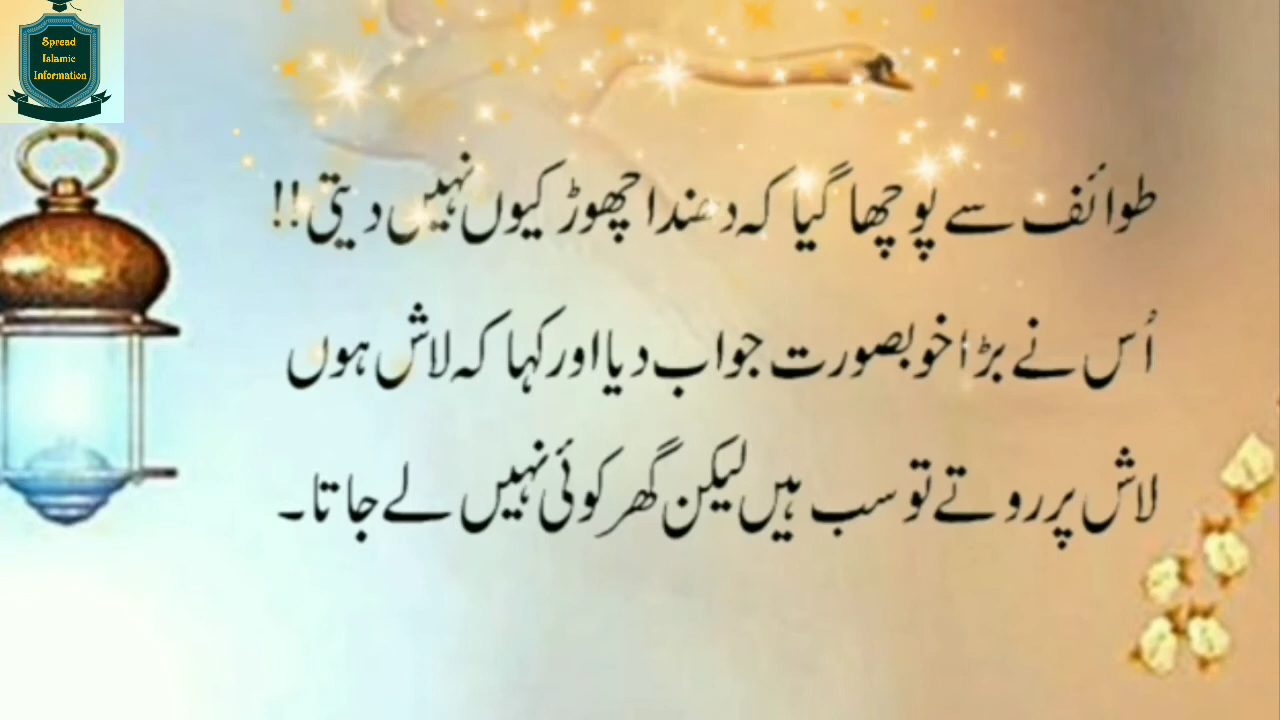 Spread
Islamic
Information
طوائف سے پوچھا گیا کہ دھندا چھوڑ کیوں نہیں دیتی!!
اُس نے بڑا خوبصورت جواب دیا اور کہا کہ لاش ہوں
لاش پر روتے تو سب ہیں لیکن گھر کوئی نہیں لے جاتا۔